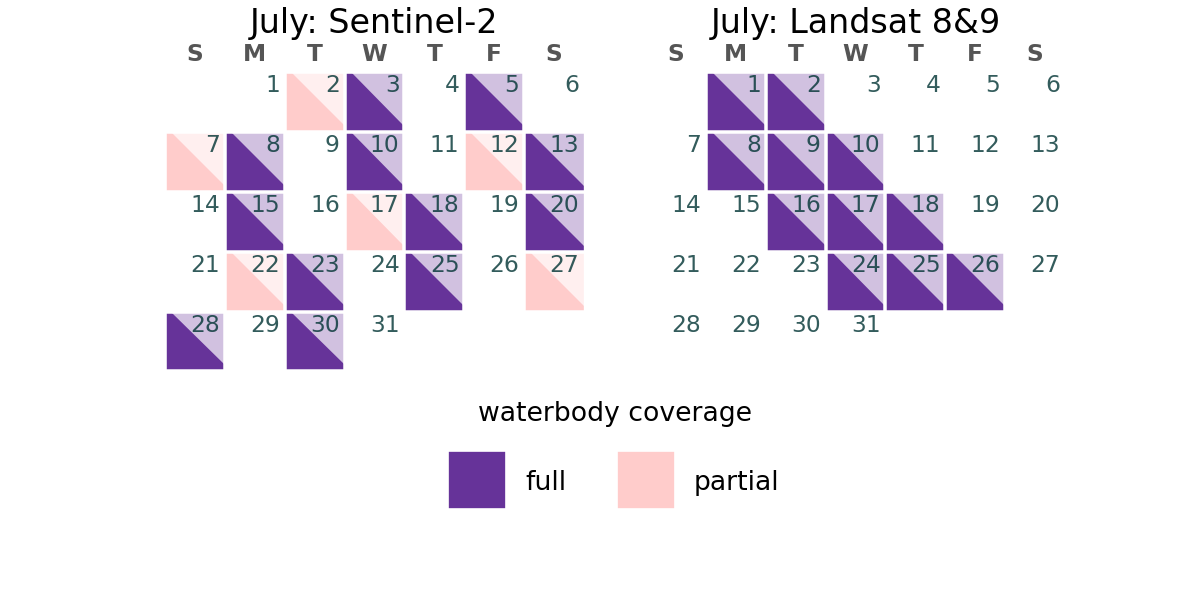 July: Sentinel-2
S M T W T F S
1 2 3 4 5 6
7 8 9 10 11 12 13
14 15 16 17 18 19 20
21 22 23 24 25 26 27
28 29 30 31
July: Landsat 8&9
S M T W T F S
1 2 3 4 5 6
7 8 9 10 11 12 13
14 15 16 17 18 19 20
21 22 23 24 25 26 27
28 29 30 31
waterbody coverage
full partial